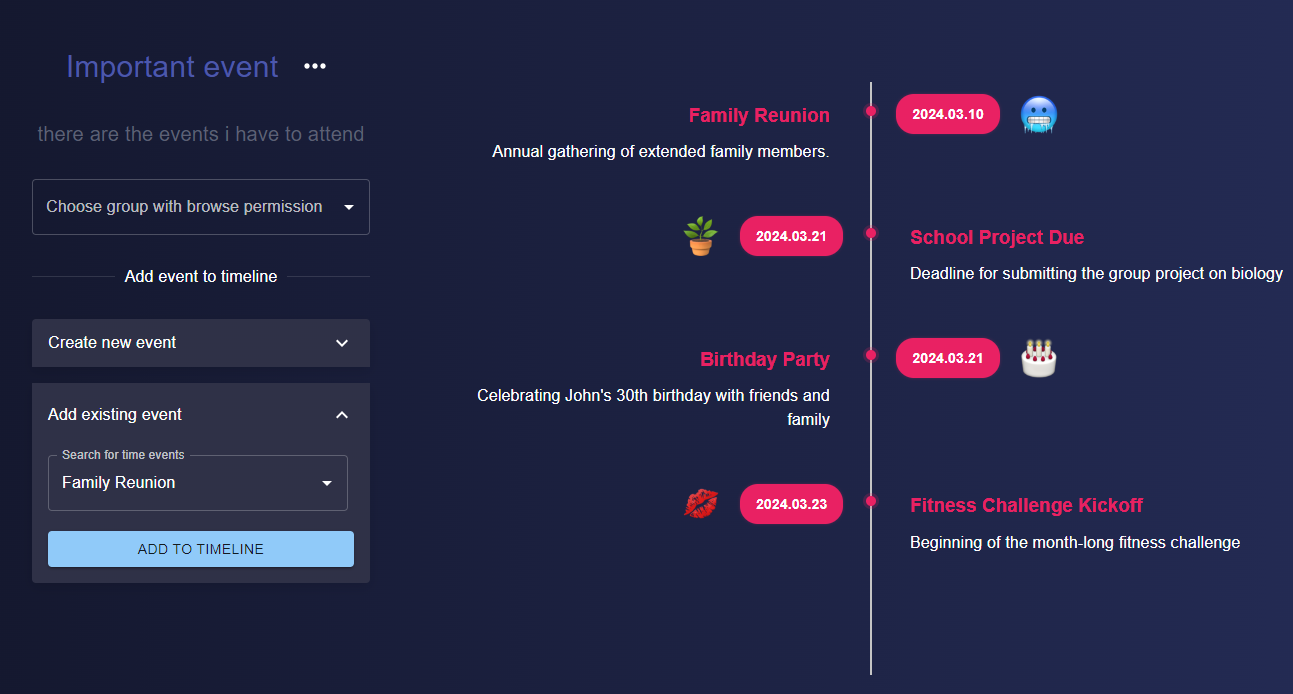 Important event
there are the events i have to attend
Choose group with browse permission
Add event to timeline
Create new event
Add existing event
Search for time events
Family Reunion
ADD TO TIMELINE
Family Reunion
Annual gathering of extended family members.
2024.03.10
2024.03.21
School Project Due
Deadline for submitting the group project on biology
Birthday Party
Celebrating John's 30th birthday with friends and
family
2024.03.21
2024.03.23
Fitness Challenge Kickoff
Beginning of the month-long fitness challenge